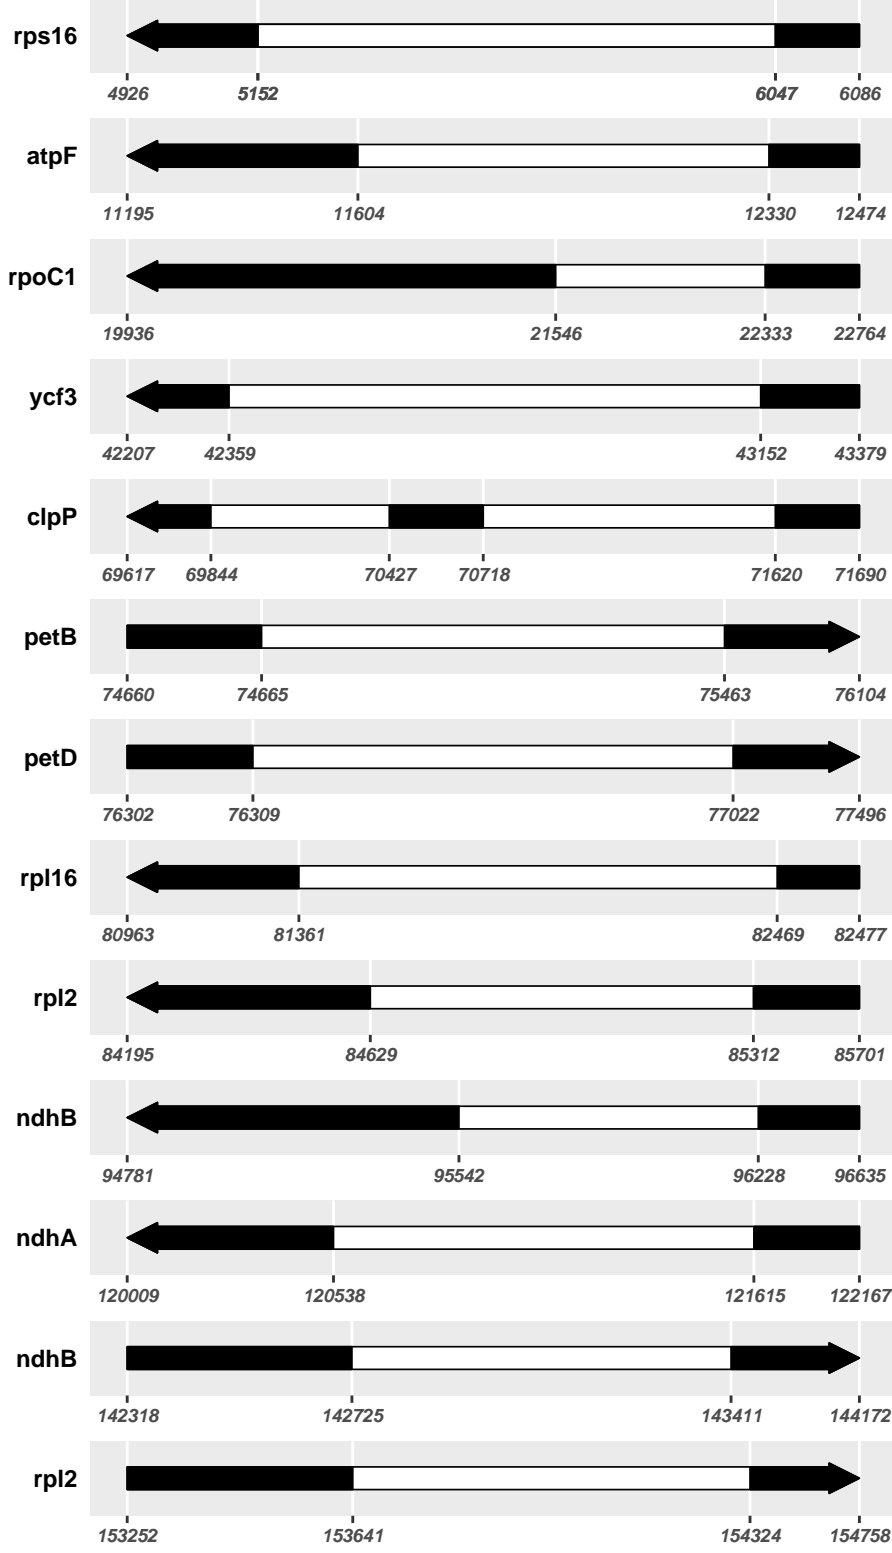 rps16
4926 5152 6047 6086
atpF
11195 11604 12330 12474
rpoC1
19936 21546 22333 22764
ycf3
42207 42359 43152 43379
clpP
69617 69844 70427 70718 71620 71690
petB
74660 74665 75463 76104
petD
76302 76309 77022 77496
rpl16
80963 81361 82469 82477
rpl2
84195 84629 85312 85701
ndhB
94781 95542 96228 96635
ndhA
120009 120538 121615 122167
ndhB
142318 142725 143411 144172
rpl2
153252 153641 154324 154758